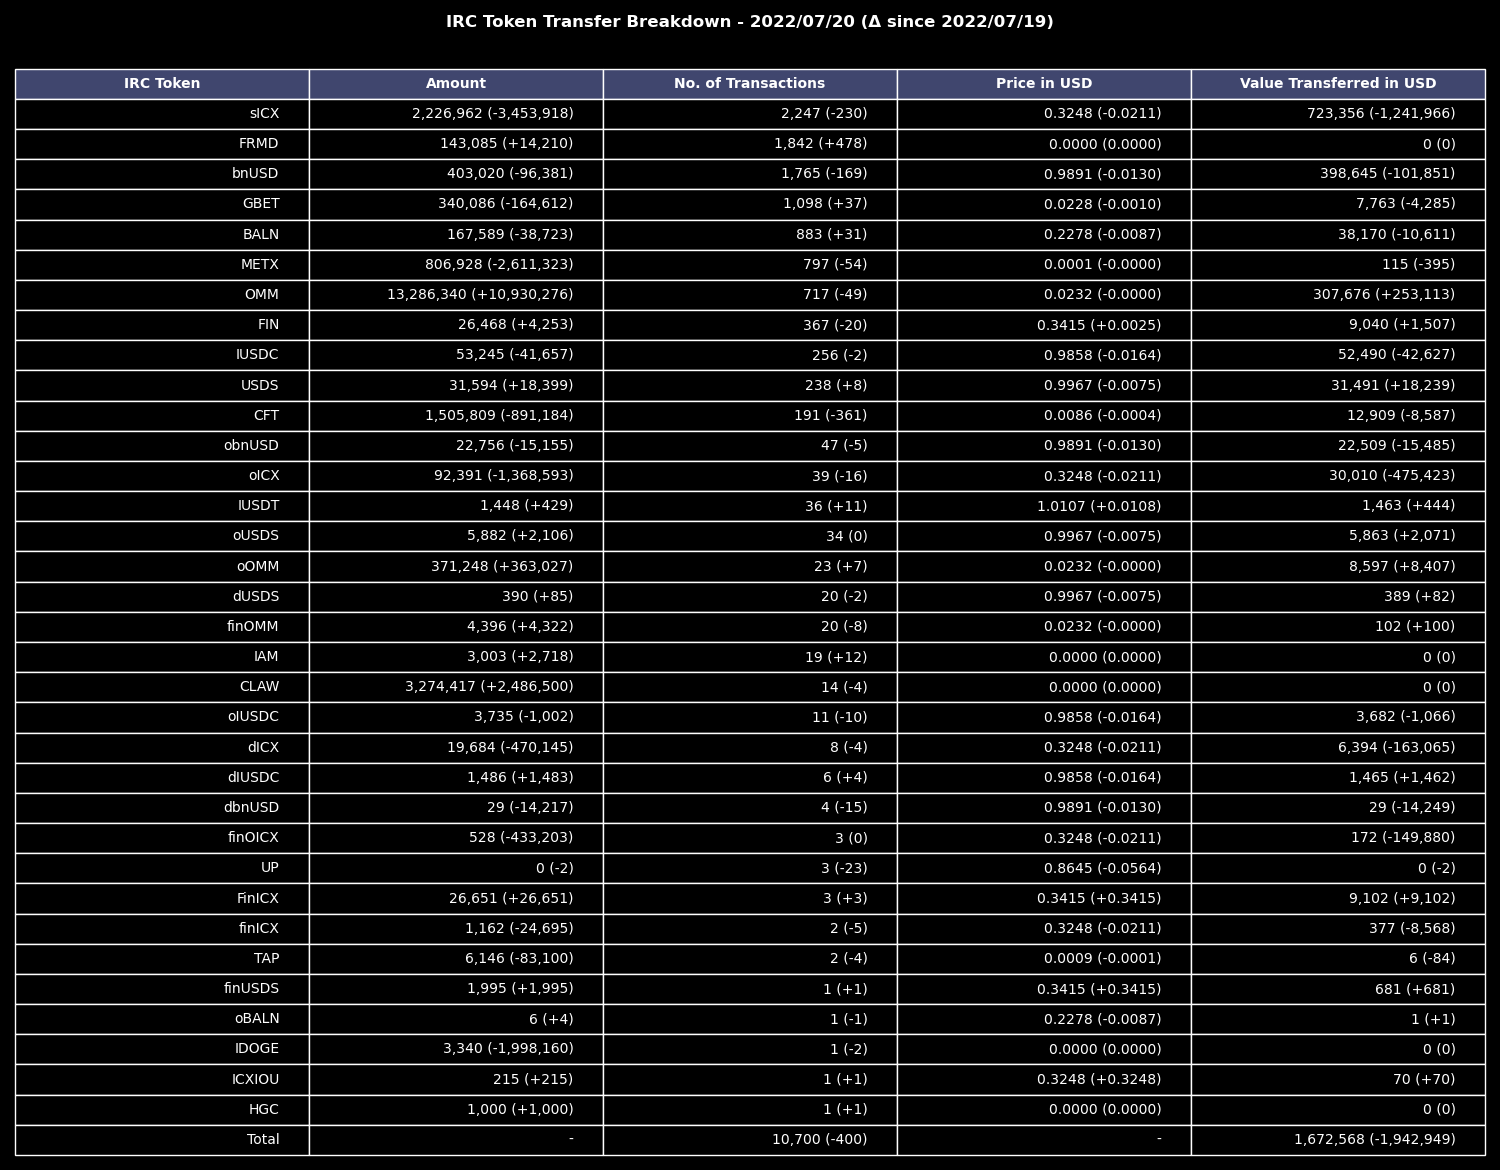 IRC Token Transfer Breakdown - 2022/07/20 (Δ since 2022/07/19)
IRC Token Amount No. of Transactions Price in USD Value Transferred in USD
sICX 2,226,962 (-3,453,918) 2,247 (-230) 0.3248 (-0.0211) 723,356 (-1,241,966)
FRMD 143,085 (+14,210) 1,842 (+478) 0.0000 (0.0000) 0 (0)
bnUSD 403,020 (-96,381) 1,765 (-169) 0.9891 (-0.0130) 398,645 (-101,851)
GBET 340,086 (-164,612) 1,098 (+37) 0.0228 (-0.0010) 7,763 (-4,285)
BALN 167,589 (-38,723) 883 (+31) 0.2278 (-0.0087) 38,170 (-10,611)
METX 806,928 (-2,611,323) 797 (-54) 0.0001 (-0.0000) 115 (-395)
OMM 13,286,340 (+10,930,276) 717 (-49) 0.0232 (-0.0000) 307,676 (+253,113)
FIN 26,468 (+4,253) 367 (-20) 0.3415 (+0.0025) 9,040 (+1,507)
IUSDC 53,245 (-41,657) 256 (-2) 0.9858 (-0.0164) 52,490 (-42,627)
USDS 31,594 (+18,399) 238 (+8) 0.9967 (-0.0075) 31,491 (+18,239)
CFT 1,505,809 (-891,184) 191 (-361) 0.0086 (-0.0004) 12,909 (-8,587)
obnUSD 22,756 (-15,155) 47 (-5) 0.9891 (-0.0130) 22,509 (-15,485)
oICX 92,391 (-1,368,593) 39 (-16) 0.3248 (-0.0211) 30,010 (-475,423)
IUSDT 1,448 (+429) 36 (+11) 1.0107 (+0.0108) 1,463 (+444)
oUSDS 5,882 (+2,106) 34 (0) 0.9967 (-0.0075) 5,863 (+2,071)
oOMM 371,248 (+363,027) 23 (+7) 0.0232 (-0.0000) 8,597 (+8,407)
dUSDS 390 (+85) 20 (-2) 0.9967 (-0.0075) 389 (+82)
finOMM 4,396 (+4,322) 20 (-8) 0.0232 (-0.0000) 102 (+100)
IAM 3,003 (+2,718) 19 (+12) 0.0000 (0.0000) 0 (0)
CLAW 3,274,417 (+2,486,500) 14 (-4) 0.0000 (0.0000) 0 (0)
oIUSDC 3,735 (-1,002) 11 (-10) 0.9858 (-0.0164) 3,682 (-1,066)
dICX 19,684 (-470,145) 8 (-4) 0.3248 (-0.0211) 6,394 (-163,065)
dIUSDC 1,486 (+1,483) 6 (+4) 0.9858 (-0.0164) 1,465 (+1,462)
dbnUSD 29 (-14,217) 4 (-15) 0.9891 (-0.0130) 29 (-14,249)
finOICX 528 (-433,203) 3 (0) 0.3248 (-0.0211) 172 (-149,880)
UP 0 (-2) 3 (-23) 0.8645 (-0.0564) 0 (-2)
FinICX 26,651 (+26,651) 3 (+3) 0.3415 (+0.3415) 9,102 (+9,102)
finICX 1,162 (-24,695) 2 (-5) 0.3248 (-0.0211) 377 (-8,568)
TAP 6,146 (-83,100) 2 (-4) 0.0009 (-0.0001) 6 (-84)
finUSDS 1,995 (+1,995) 1 (+1) 0.3415 (+0.3415) 681 (+681)
oBALN 6 (+4) 1 (-1) 0.2278 (-0.0087) 1 (+1)
IDOGE 3,340 (-1,998,160) 1 (-2) 0.0000 (0.0000) 0 (0)
ICXIOU 215 (+215) 1 (+1) 0.3248 (+0.3248) 70 (+70)
HGC 1,000 (+1,000) 1 (+1) 0.0000 (0.0000) 0 (0)
Total - 10,700 (-400) - 1,672,568 (-1,942,949)